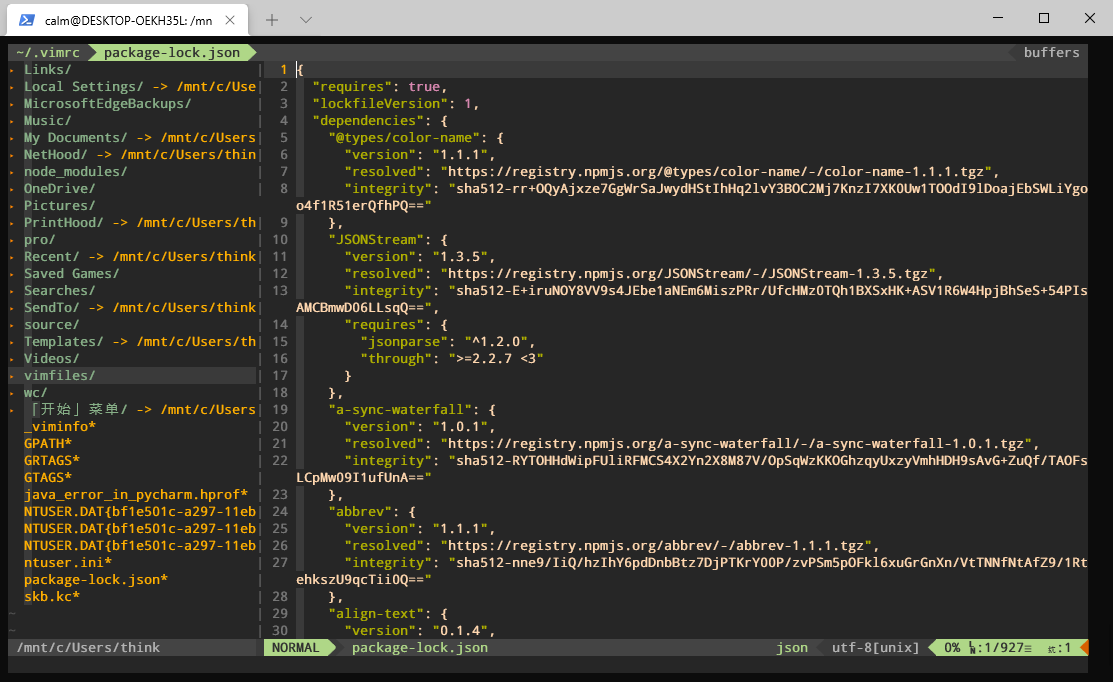 calm@DESKTOP-OEKH35L: /mn
~/.vimrc package-lock.json buffers
Links/
Local Settings/ -> /mnt/c/Use
MicrosoftEdgeBackups/
Music/
My Documents/ -> /mnt/c/Users
NetHood/ -> /mnt/c/Users/thin
node_modules/
OneDrive/
Pictures/
PrintHood/ -> /mnt/c/Users/th
pro/
Recent/ -> /mnt/c/Users/think
Saved Games/
Searches/
SendTo/ -> /mnt/c/Users/think
source/
Templates/ -> /mnt/c/Users/th
Videos/
vimfiles/
wc/
「开始」菜单/ -> /mnt/c/Users
_viminfo*
GPATH*
GRTAGS*
GTAGS*
java_error_in_pycharm.hprof*
NTUSER.DAT{bf1e501c-a297-11eb
NTUSER.DAT{bf1e501c-a297-11eb
NTUSER.DAT{bf1e501c-a297-11eb
ntuser.ini*
package-lock.json*
skb.kc*
~
~
/mnt/c/Users/think
1 {
2 "requires": true,
3 "lockfileVersion": 1,
4 "dependencies": {
5 "@types/color-name": {
6 "version": "1.1.1",
7 "resolved": "https://registry.npmjs.org/@types/color-name/-/color-name-1.1.1.tgz",
8 "integrity": "sha512-rr+OQyAjxze7GgWrSaJwydHStIhHq2lvY3BOC2Mj7KnzI7XK0Uw1TOOdI9lDoajEbSWLiYgo
o4f1R51erQfhPQ=="
9 },
10 "JSONStream": {
11 "version": "1.3.5",
12 "resolved": "https://registry.npmjs.org/JSONStream/-/JSONStream-1.3.5.tgz",
13 "integrity": "sha512-E+iruNOY8VV9s4JEbe1aNEm6MiszPRr/UfcHMz0TQh1BXSxHK+ASV1R6W4HpjBhSeS+54PIs
AMCBmwD06LLsqQ==",
14 "requires": {
15 "jsonparse": "^1.2.0",
16 "through": ">=2.2.7 <3"
17 }
18 },
19 "a-sync-waterfall": {
20 "version": "1.0.1",
21 "resolved": "https://registry.npmjs.org/a-sync-waterfall/-/a-sync-waterfall-1.0.1.tgz",
22 "integrity": "sha512-RYTOHHdWipFUliRFMCS4X2Yn2X8M87V/OpSqWzKKOGhzqyUxzyVmhHDH9sAvG+ZuQf/TAOFs
LCpMw09I1ufUnA=="
23 },
24 "abbrev": {
25 "version": "1.1.1",
26 "resolved": "https://registry.npmjs.org/abbrev/-/abbrev-1.1.1.tgz",
27 "integrity": "sha512-nne9/IiQ/hzIhY6pdDnbBtz7DjPTKrY00P/zvPSm5pOFkl6xuGrGnXn/VtTNNfNtAfZ9/1Rt
ehkszU9qcTii0Q=="
28 },
29 "align-text": {
30 "version": "0.1.4",
NORMAL package-lock.json json utf-8[unix] 0% ㏑:1/927☰ ㏇:1